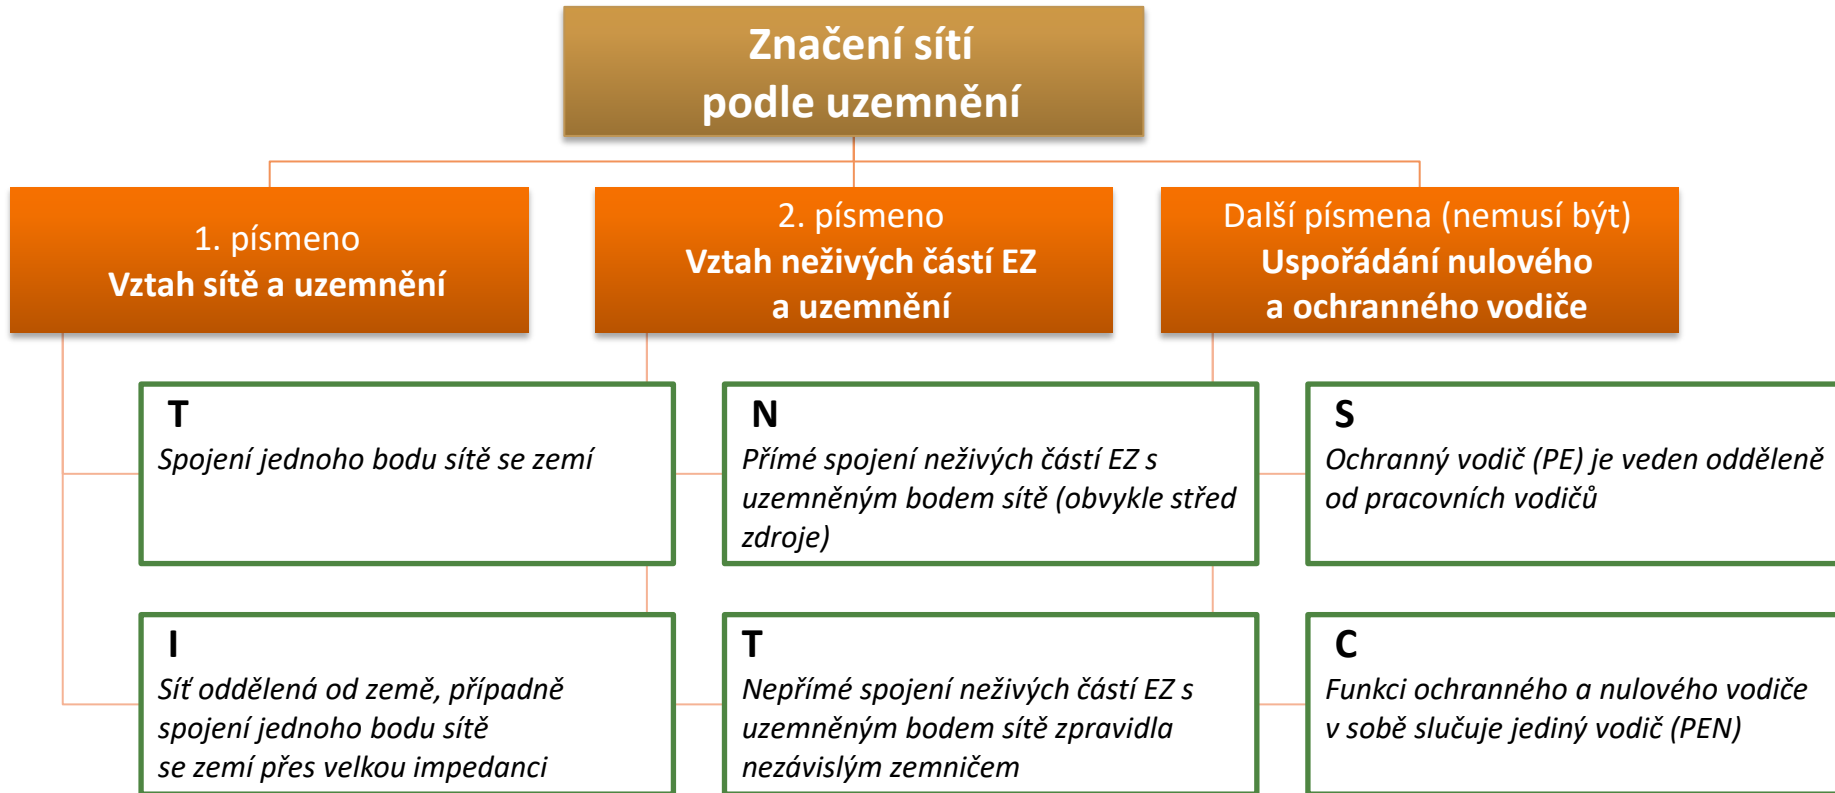 Značení sítí
podle uzemnění
1. písmeno
Vztah sítě a uzemnění
2. písmeno
Vztah neživých částí EZ
a uzemnění
Další písmena (nemusí být)
Uspořádání nulového
a ochranného vodiče
T
Spojení jednoho bodu sítě se zemí
N
Přímé spojení neživých částí EZ s
uzemněným bodem sítě (obvykle střed
zdroje)
S
Ochranný vodič (PE) je veden odděleně
od pracovních vodičů
I
Síť oddělená od země, případně
spojení jednoho bodu sítě
se zemí přes velkou impedanci
T
Nepřímé spojení neživých částí EZ s
uzemněným bodem sítě zpravidla
nezávislým zemničem
C
Funkci ochranného a nulového vodiče
v sobě slučuje jediný vodič (PEN)